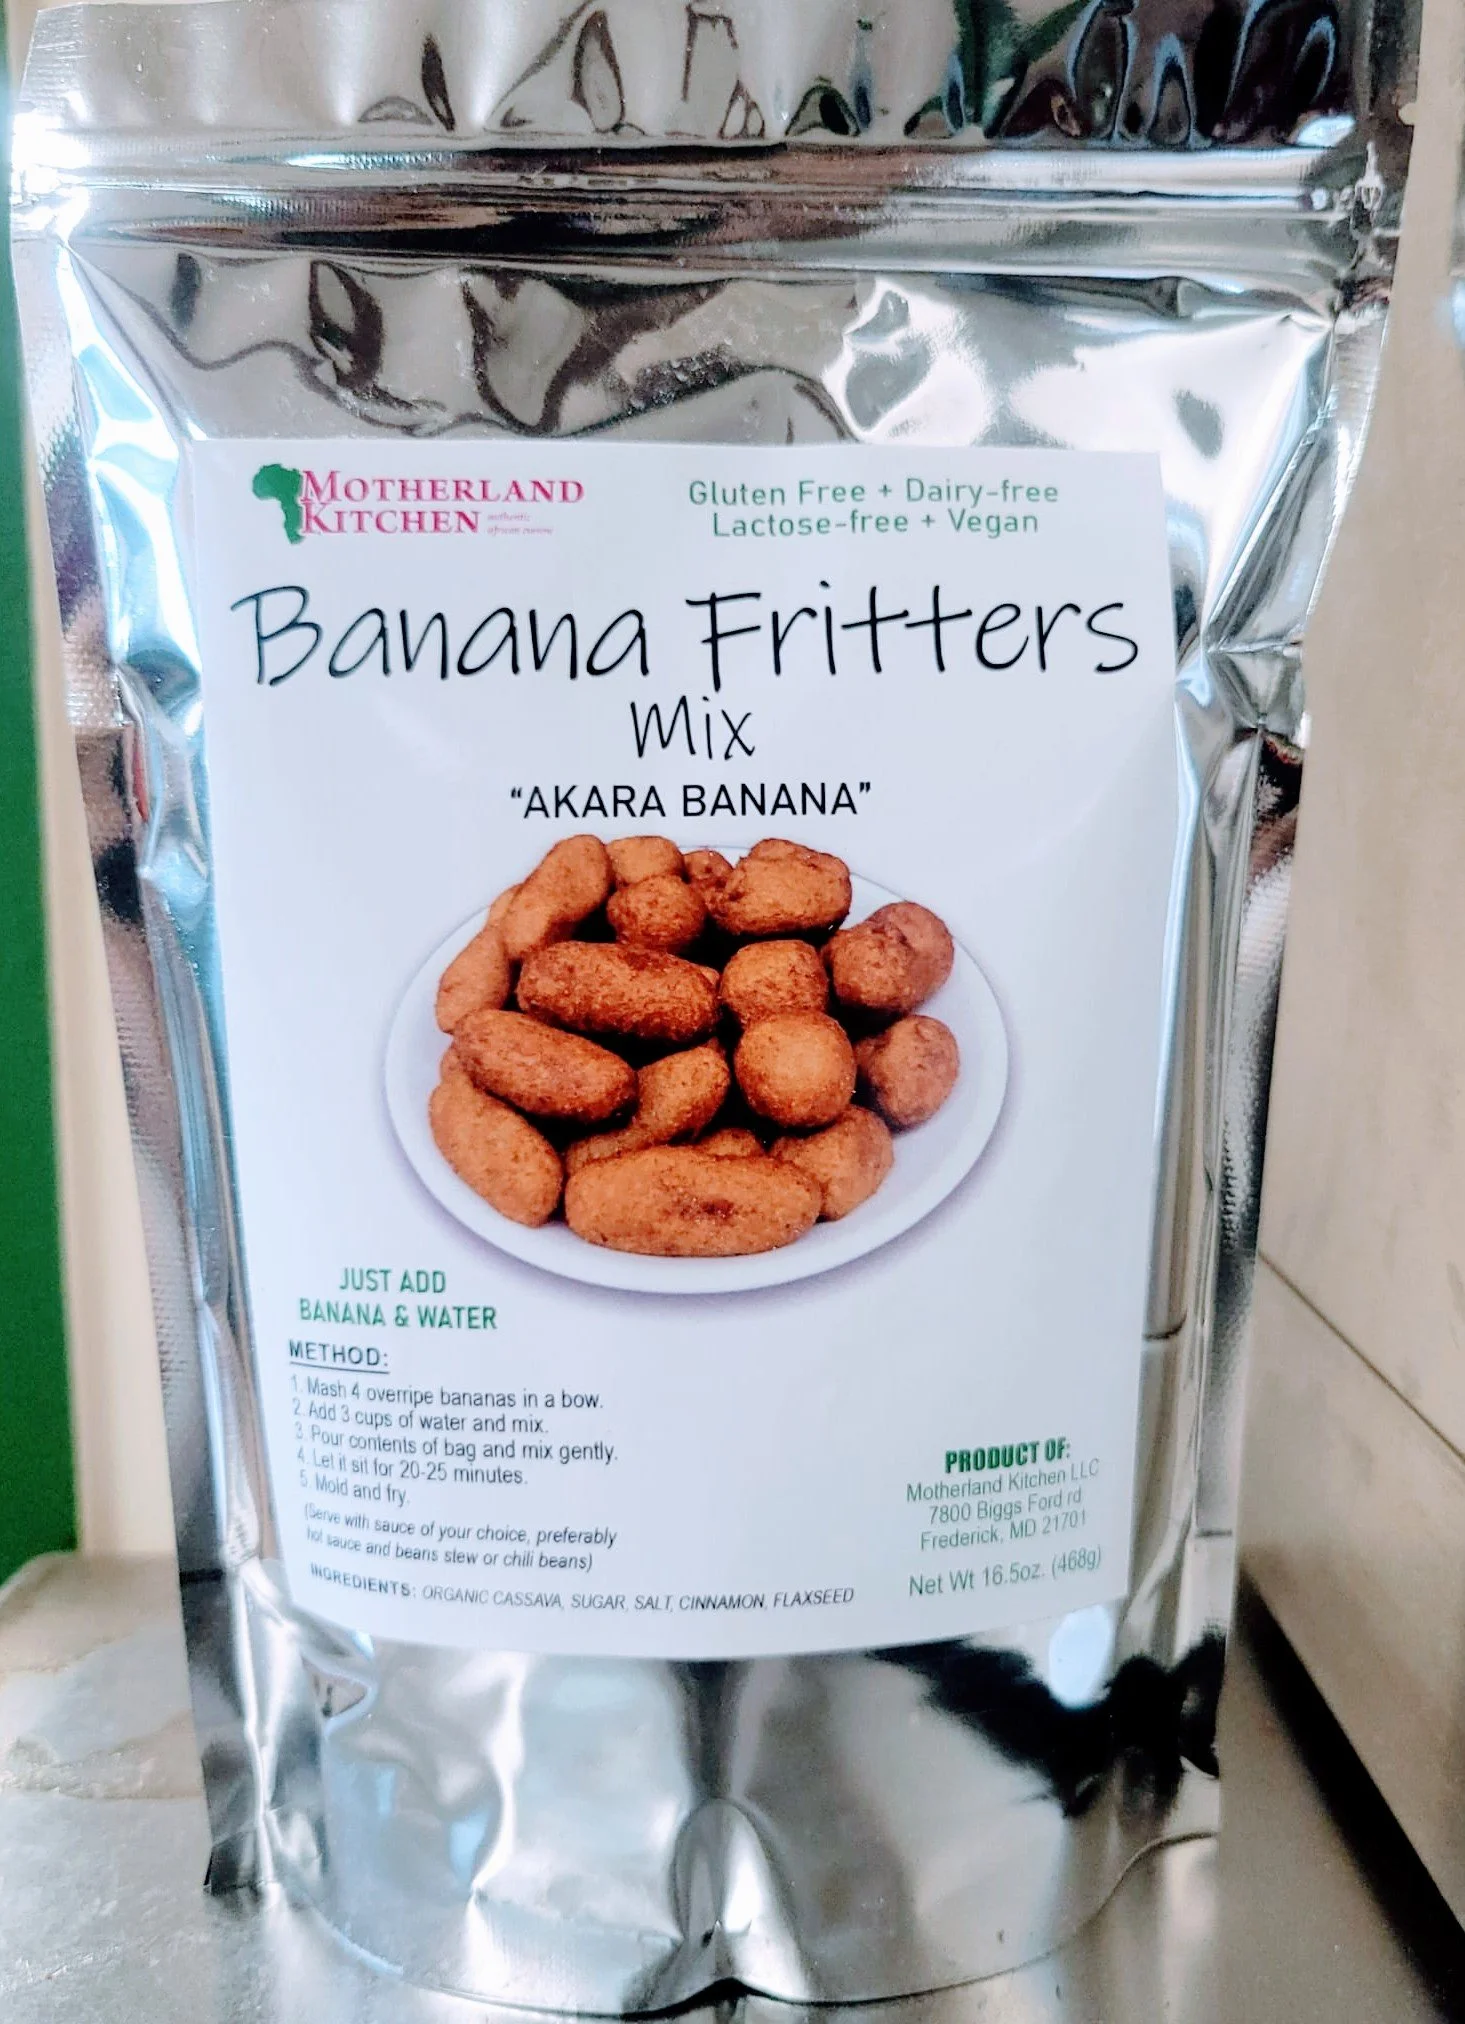 MOTHERLAND
KITCHEN authentic
african cuisine
Gluten Free + Dairy-free
Lactose-free + Vegan
Banana Fritters
Mix
“AKARA BANANA”
JUST ADD
BANANA & WATER
METHOD:
1. Mash 4 overripe bananas in a bow.
2. Add 3 cups of water and mix.
3. Pour contents of bag and mix gently.
4. Let it sit for 20-25 minutes.
5. Mold and fry.
(Serve with sauce of your choice, preferably
hot sauce and beans stew or chili beans)
INGREDIENTS: ORGANIC CASSAVA, SUGAR, SALT, CINNAMON, FLAXSEED
PRODUCT OF:
Motherland Kitchen LLC
7800 Biggs Ford rd
Frederick, MD 21701
Net Wt 16.5oz. (468g)